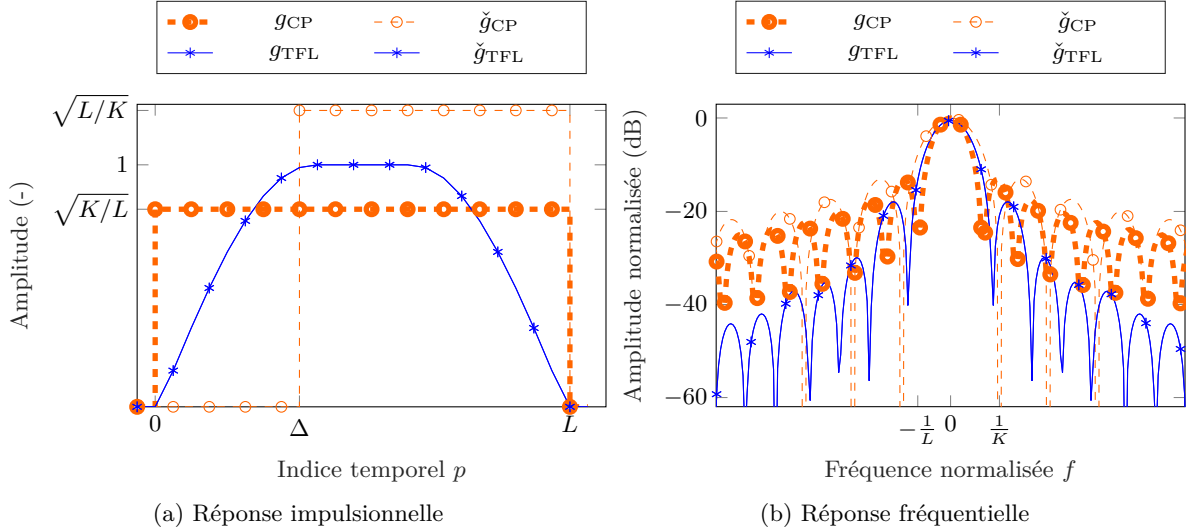 g_CP ǧ_CP
g_TFL ǧ_TFL
g_CP ǧ_CP
g_TFL ǧ_TFL
√L/K
1
√K/L
Amplitude (-)
0 Δ L
Indice temporel p
(a) Réponse impulsionnelle
0
−20
−40
−60
Amplitude normalisée (dB)
−1/L 0 1/K
Fréquence normalisée f
(b) Réponse fréquentielle